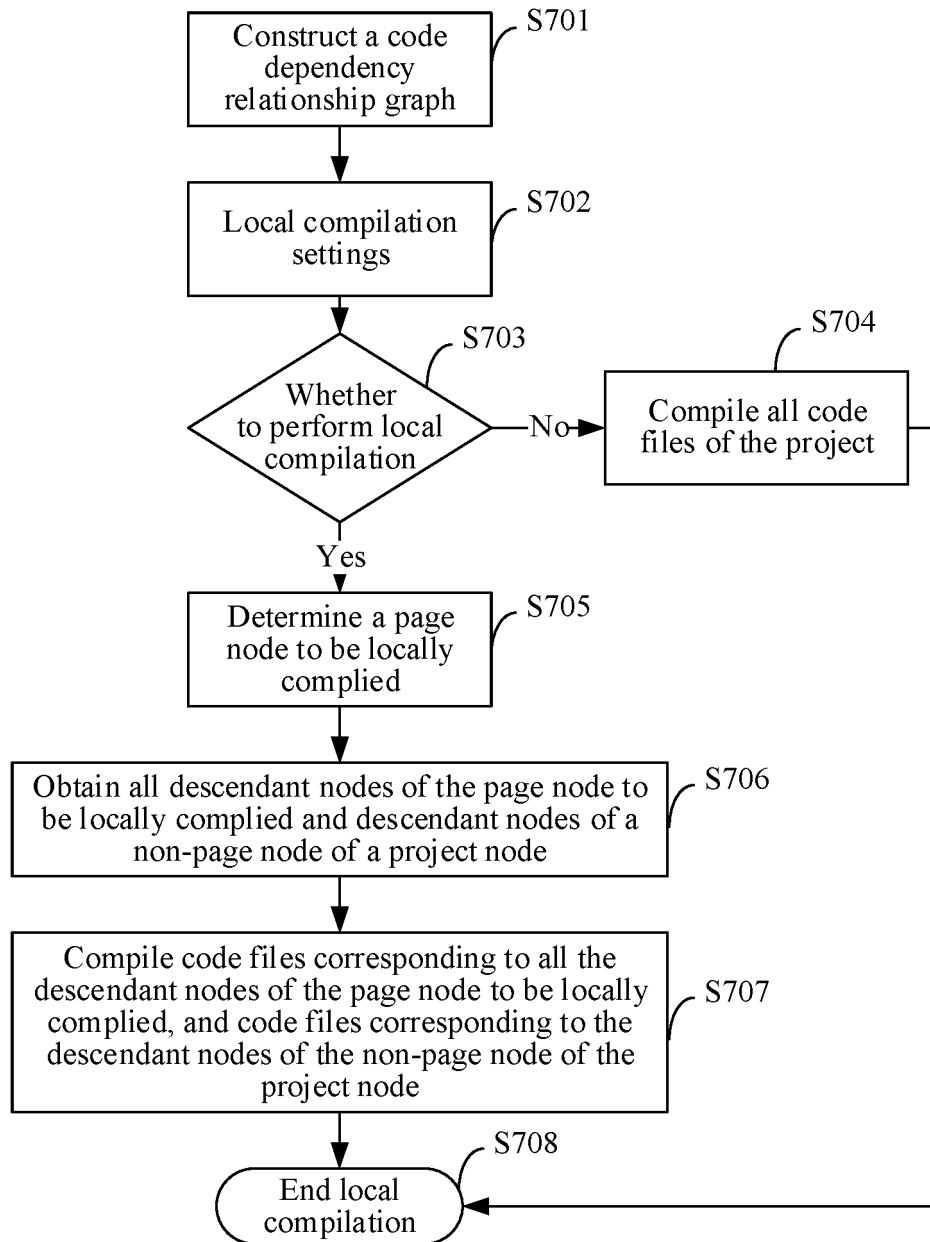 S701
Construct a code
dependency
relationship graph
S702
Local compilation
settings
S703
Whether
to perform local
compilation
No
S704
Compile all code
files of the project
Yes
S705
Determine a page
node to be locally
complied
S706
Obtain all descendant nodes of the page node to
be locally complied and descendant nodes of a
non-page node of a project node
S707
Compile code files corresponding to all the
descendant nodes of the page node to be locally
complied, and code files corresponding to the
descendant nodes of the non-page node of the
project node
S708
End local
compilation